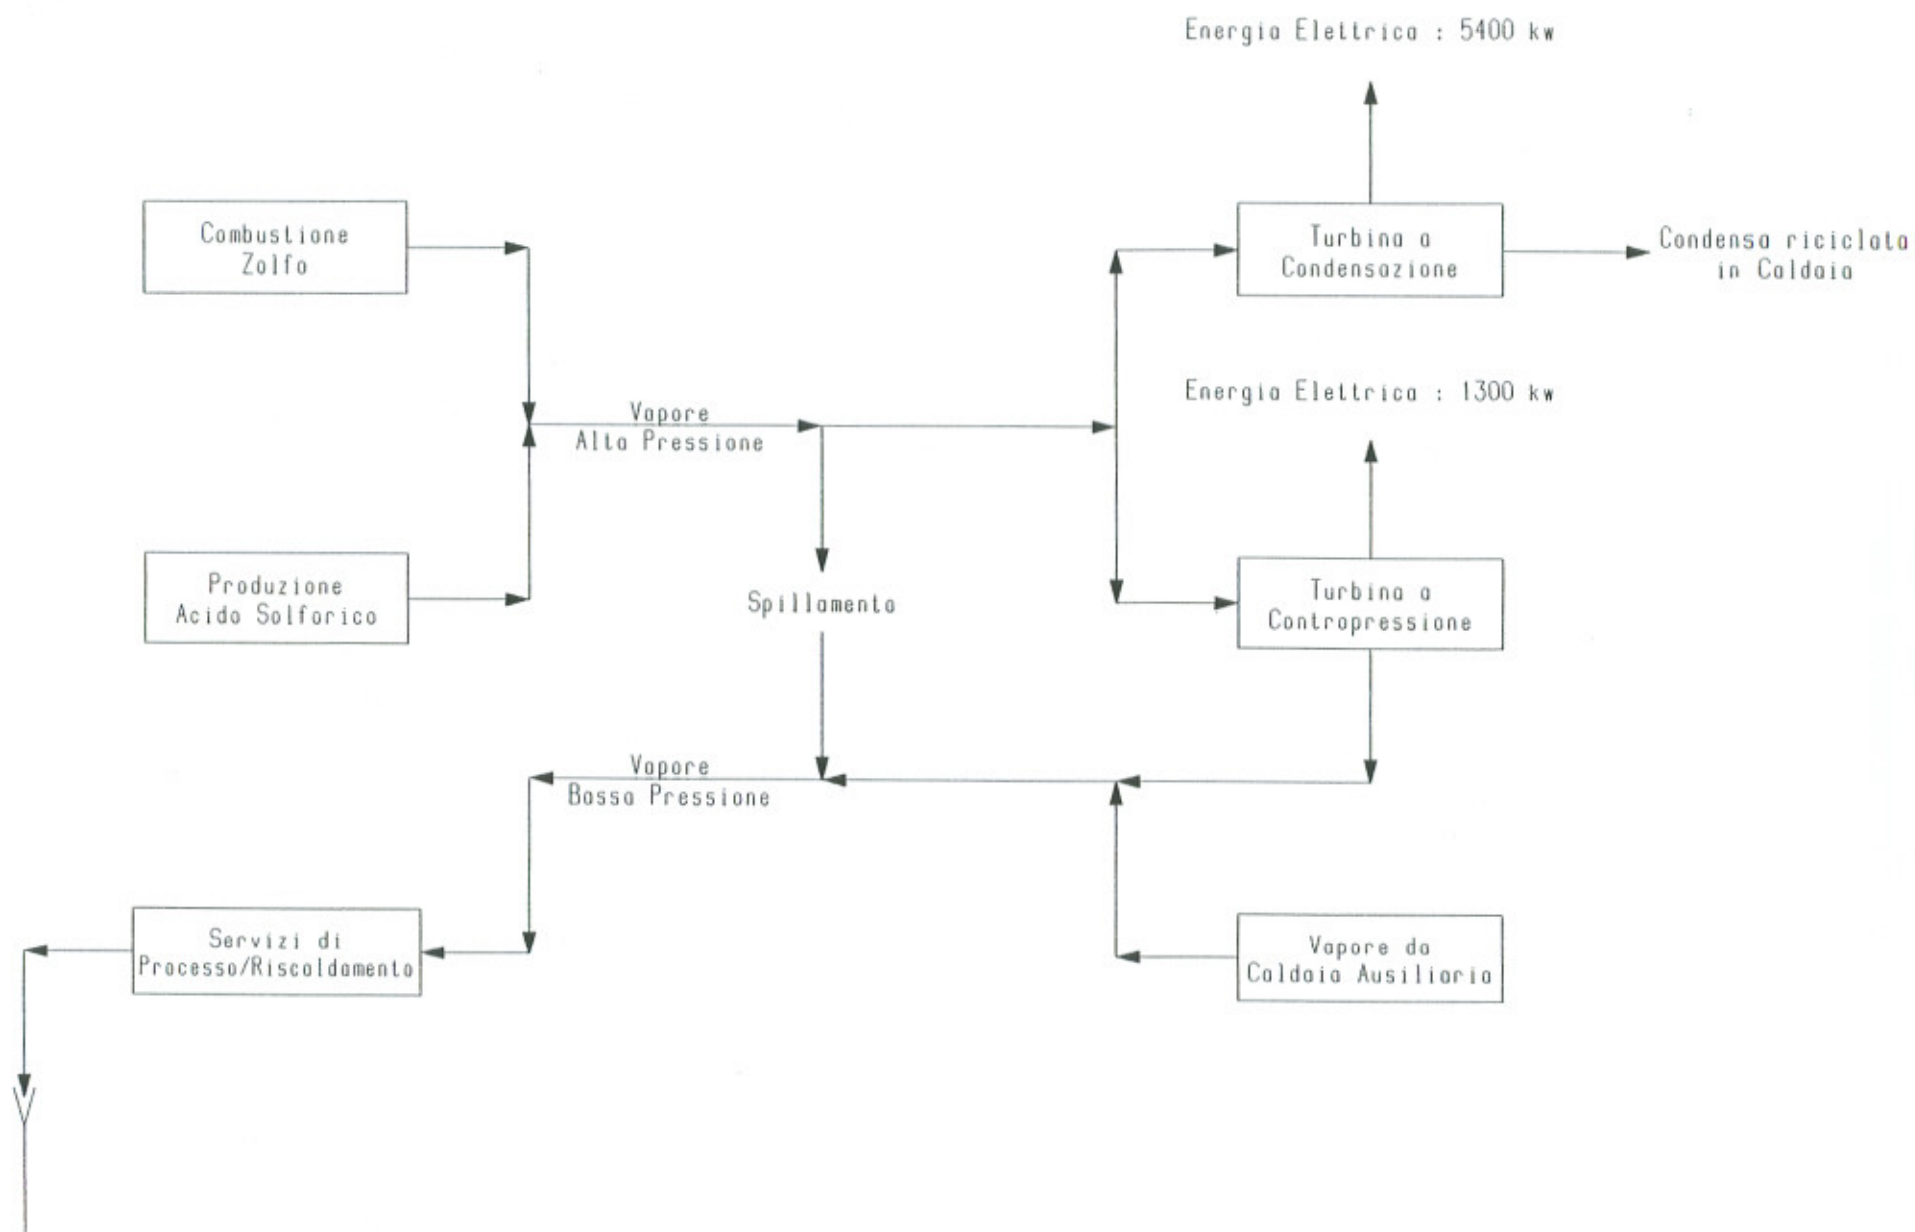 Energia Elettrica : 5400 kw
Combustione
Zolfo
Turbina a
Condensazione
Condensa riciclata
in Caldaia
Energia Elettrica : 1300 kw
Vapore
Alta Pressione
Produzione
Acido Solforico
Spillamento
Turbina a
Contropressione
Vapore
Bassa Pressione
Servizi di
Processo/Riscaldamento
Vapore da
Caldaia Ausiliaria